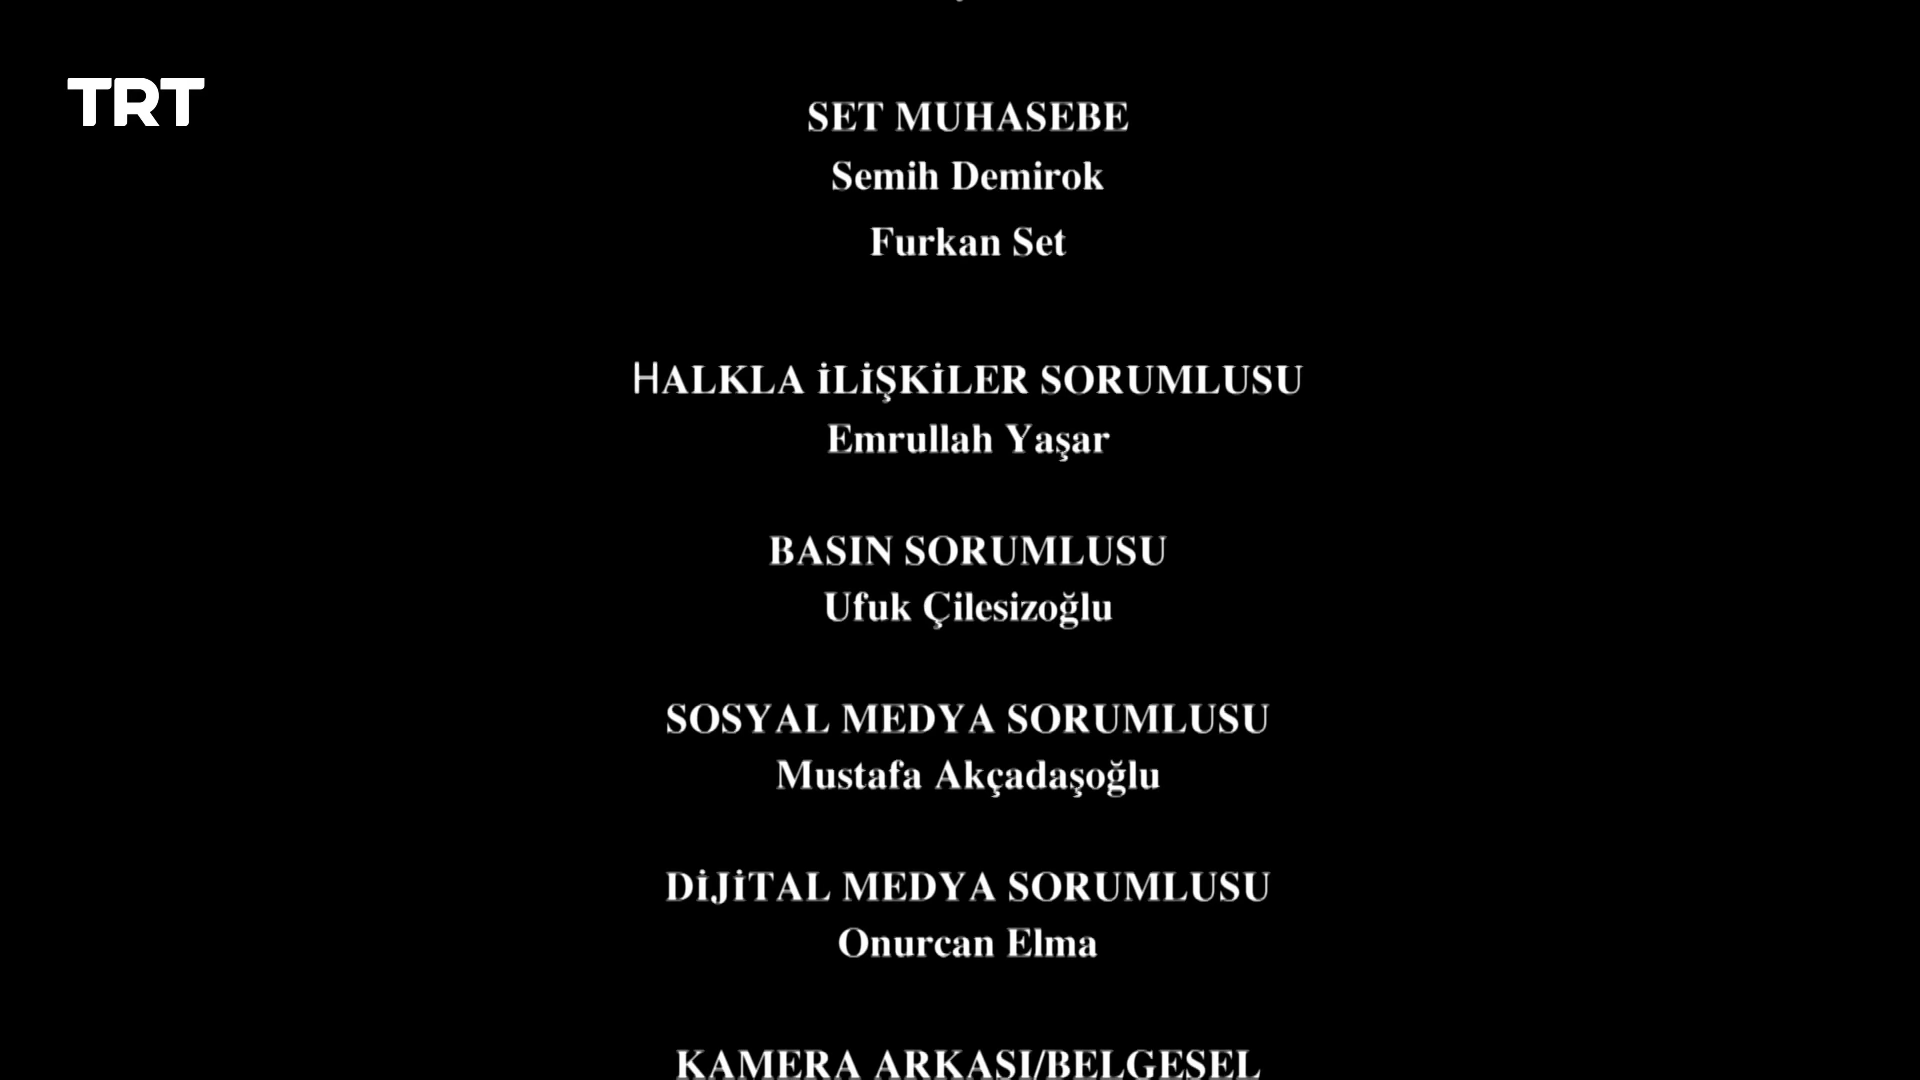 TRT
SET MUHASEBE
Semih Demirok
Furkan Set
HALKLA İLİŞKİLER SORUMLUSU
Emrullah Yaşar
BASIN SORUMLUSU
Ufuk Çilesizoğlu
SOSYAL MEDYA SORUMLUSU
Mustafa Akçadaşoğlu
DİJİTAL MEDYA SORUMLUSU
Onurcan Elma
KAMERA ARKASI/BELGESEL